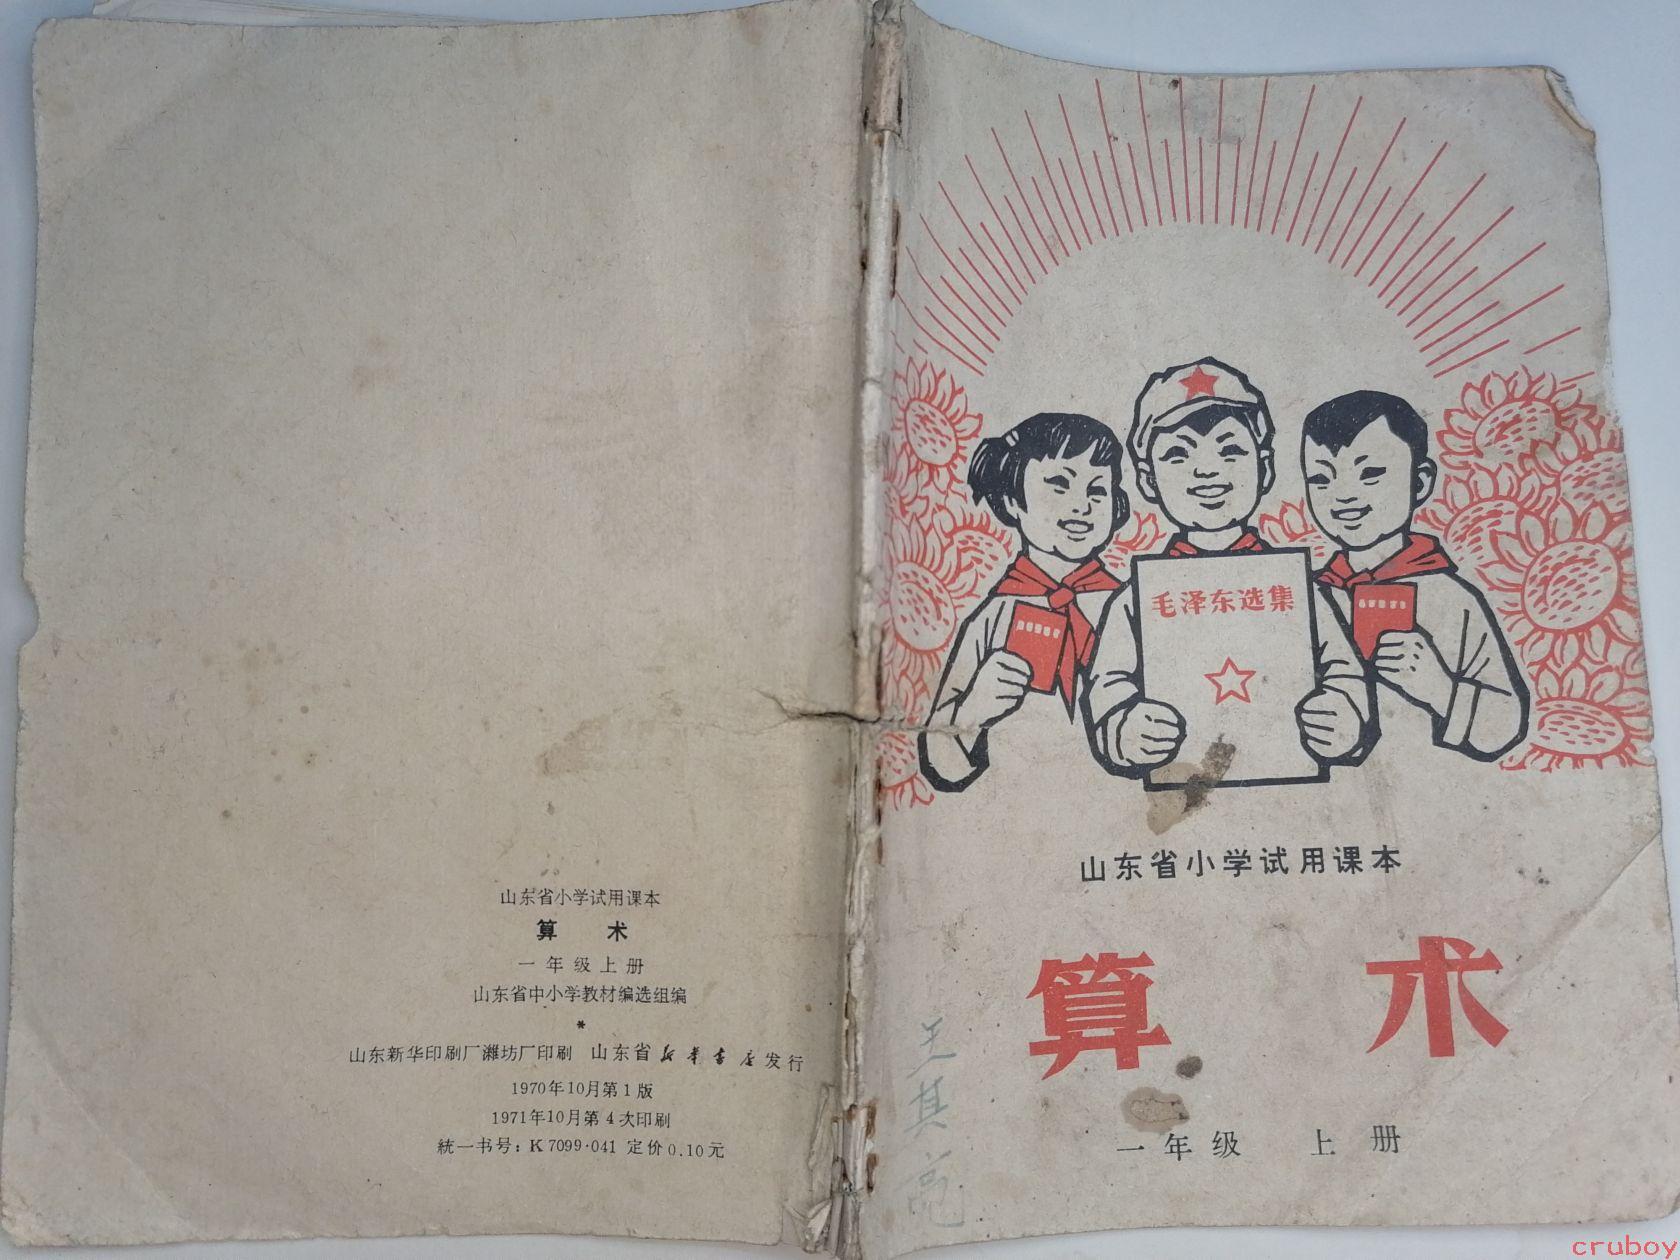 山东省小学试用课本
算术
一年级上册
山东省中小学教材编选组编
*
山东新华印刷厂潍坊厂印刷 山东省新华书店发行
1970年10月第1版
1971年10月第4次印刷
統一书号：K7099·041 定价0.10元
毛泽东选集
山东省小学试用课本
算术
一年级 上册
王其亮
cruboy